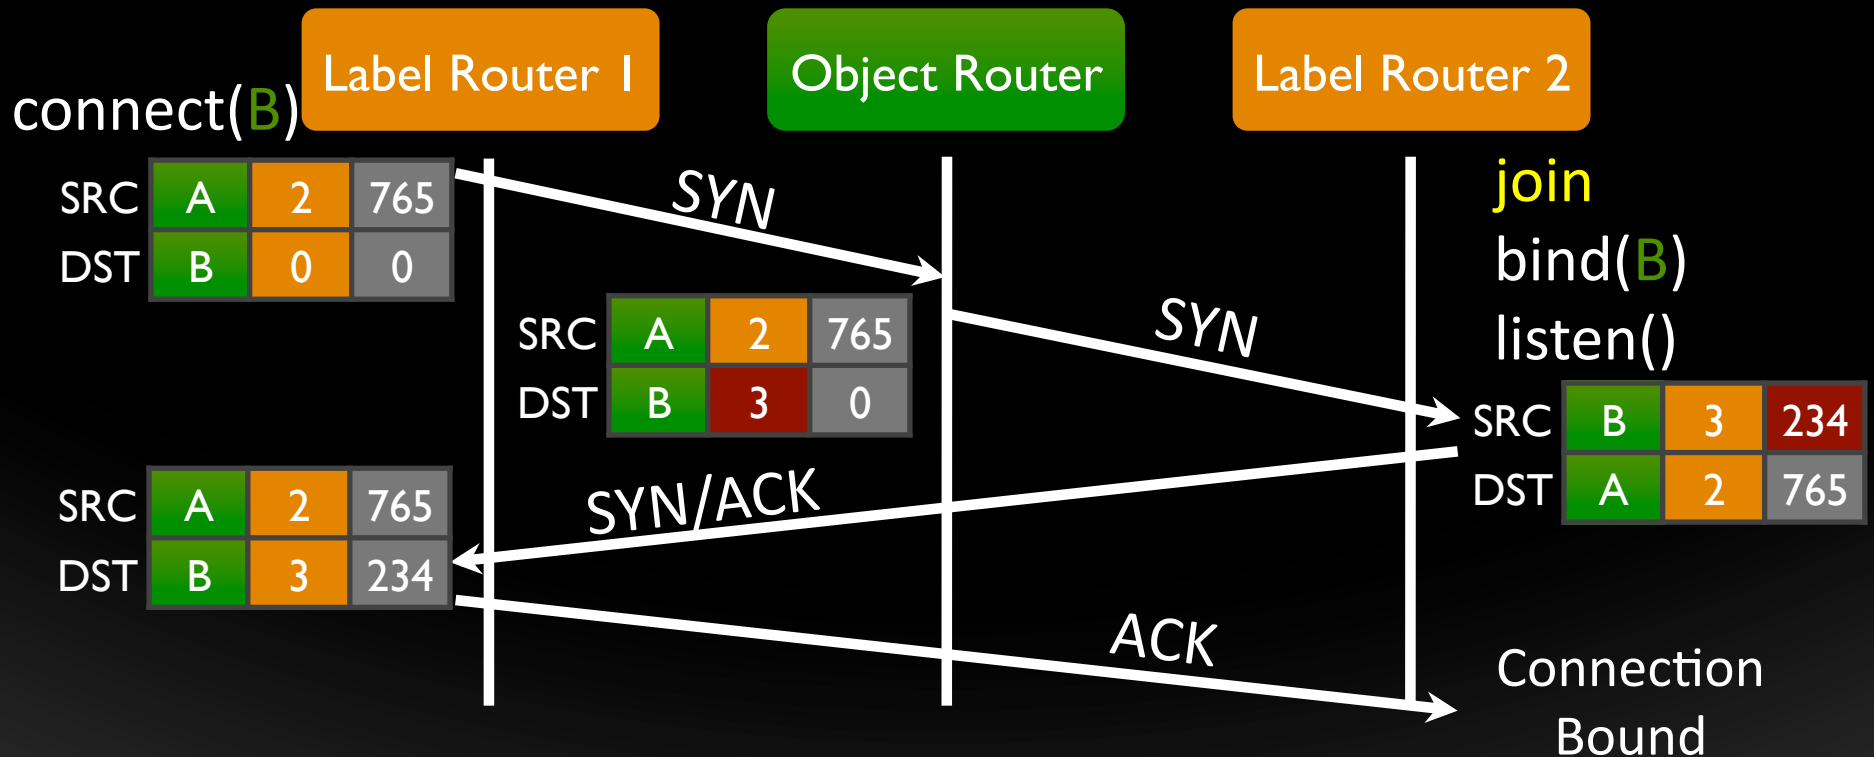 Label Router 1
Object Router
Label Router 2
connect(B)
SRC A 2 765
DST B 0 0
SYN
SRC A 2 765
DST B 3 0
SYN
join
bind(B)
listen()
SRC B 3 234
DST A 2 765
SYN/ACK
SRC A 2 765
DST B 3 234
ACK
Connection
Bound